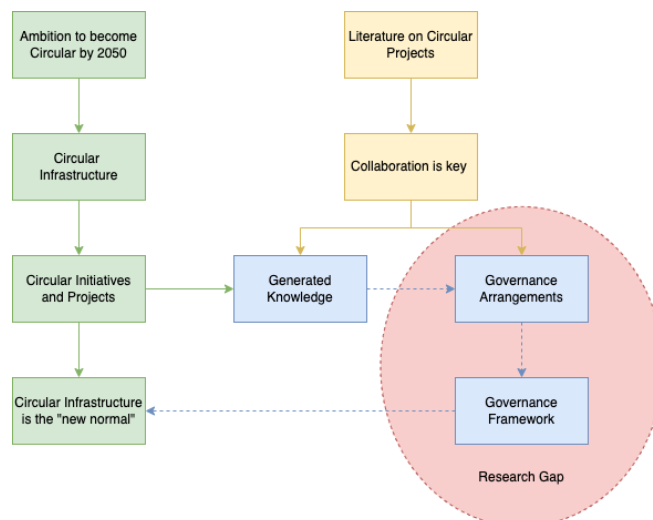 Ambition to become
Circular by 2050
Literature on Circular
Projects
Circular
Infrastructure
Collaboration is key
Circular Initiatives
and Projects
Generated
Knowledge
Governance
Arrangements
Circular Infrastructure
is the "new normal"
Governance
Framework
Research Gap